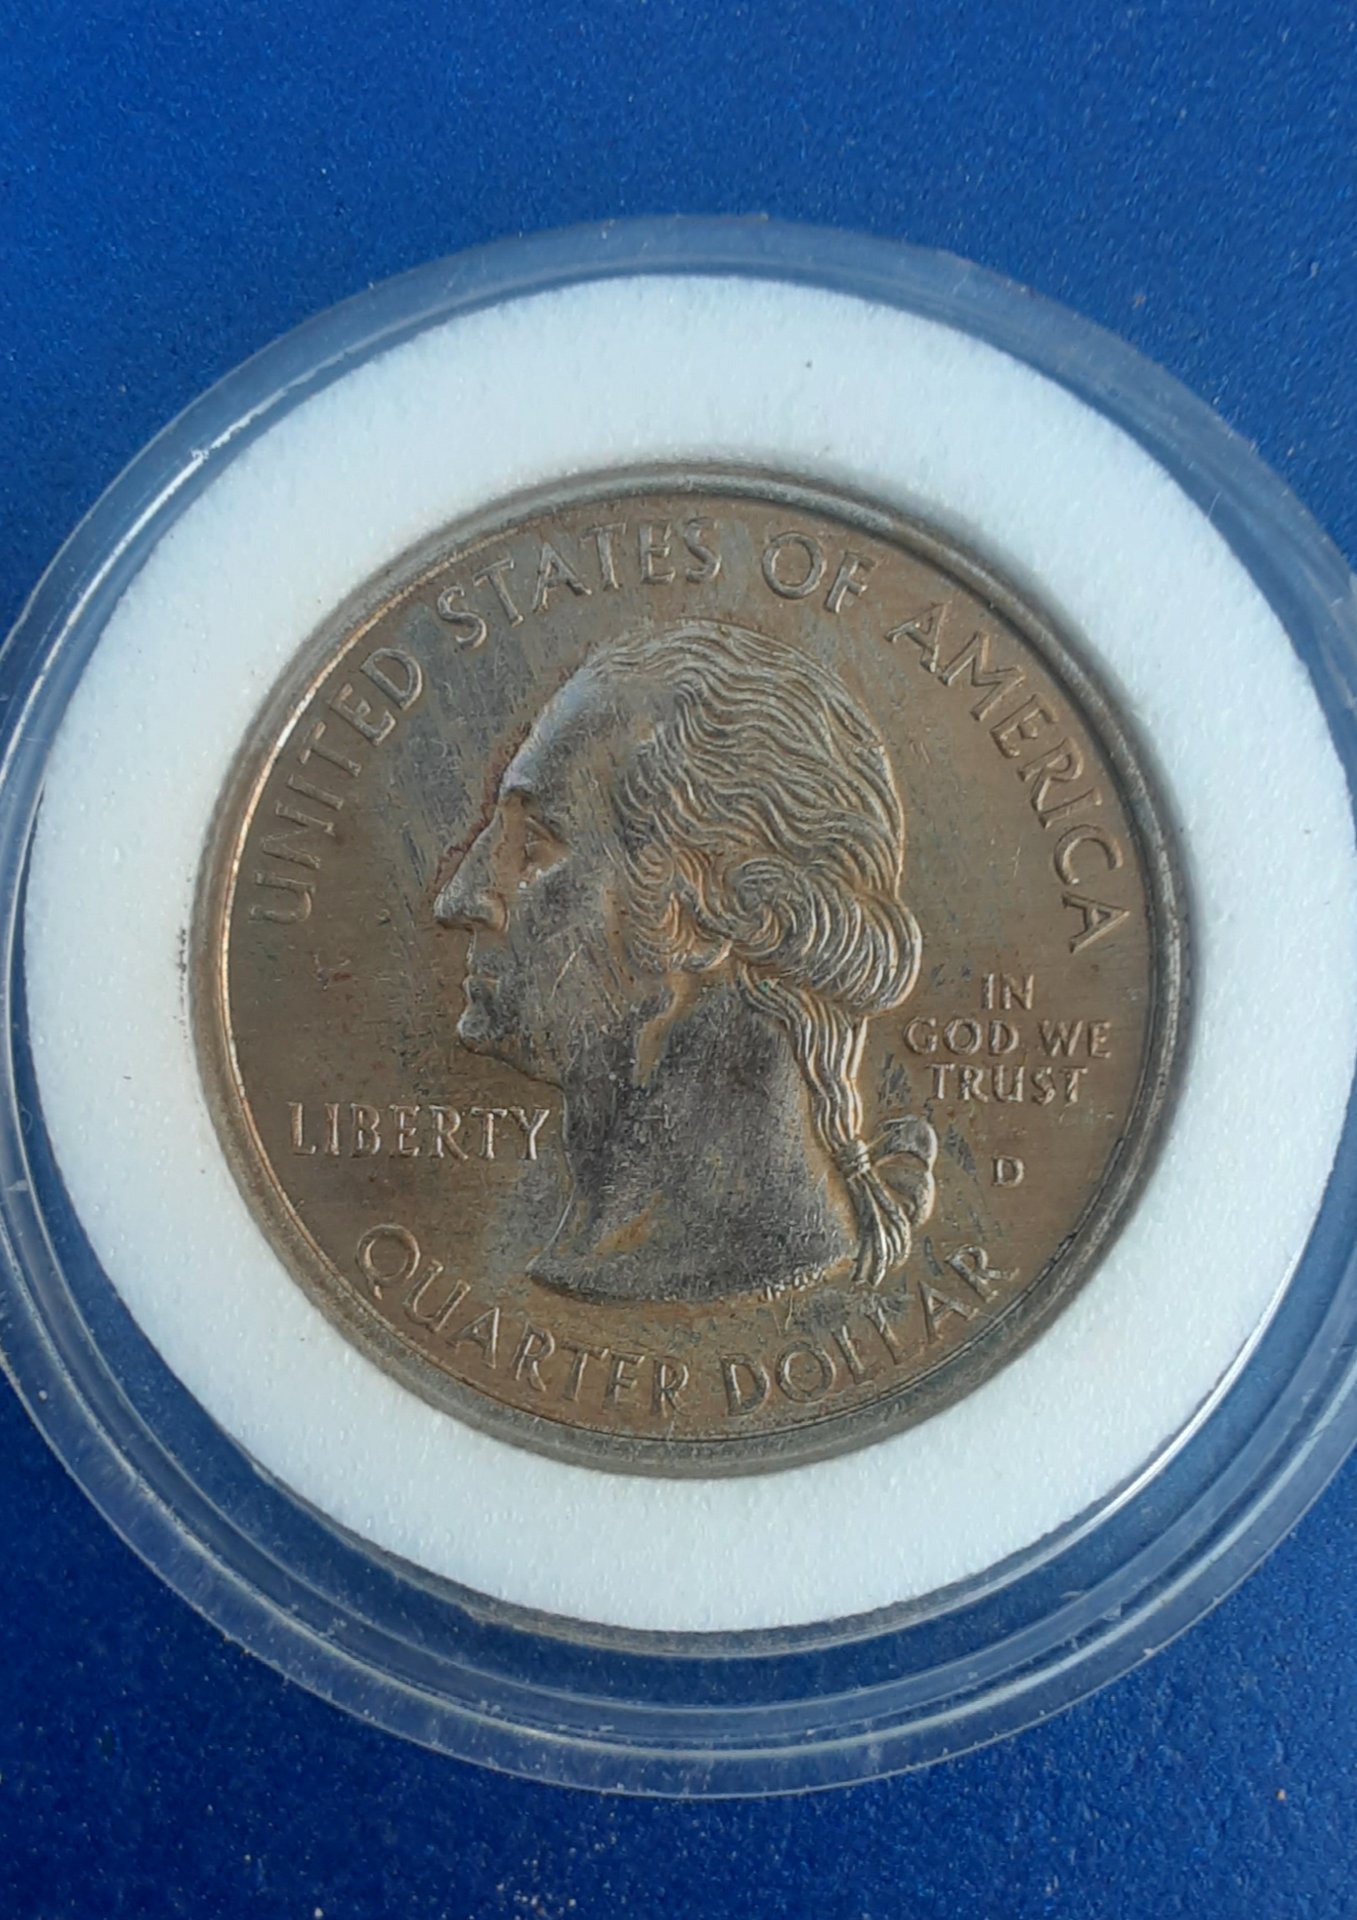 UNITED STATES OF AMERICA
LIBERTY
IN
GOD WE
TRUST
D
QUARTER DOLLAR